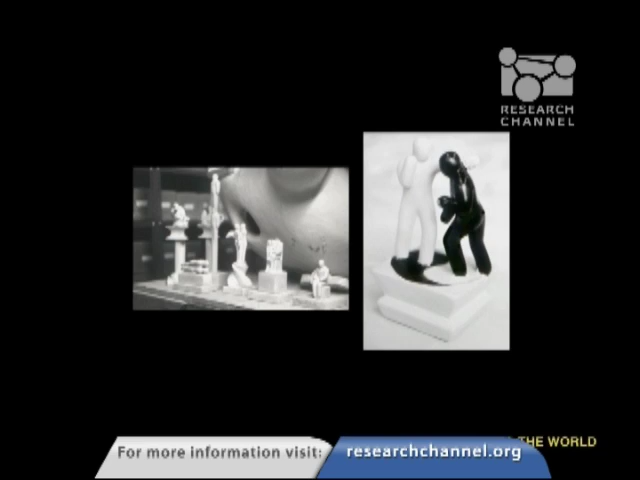 RESEARCH
CHANNEL
THE WORLD
For more information visit: researchchannel.org